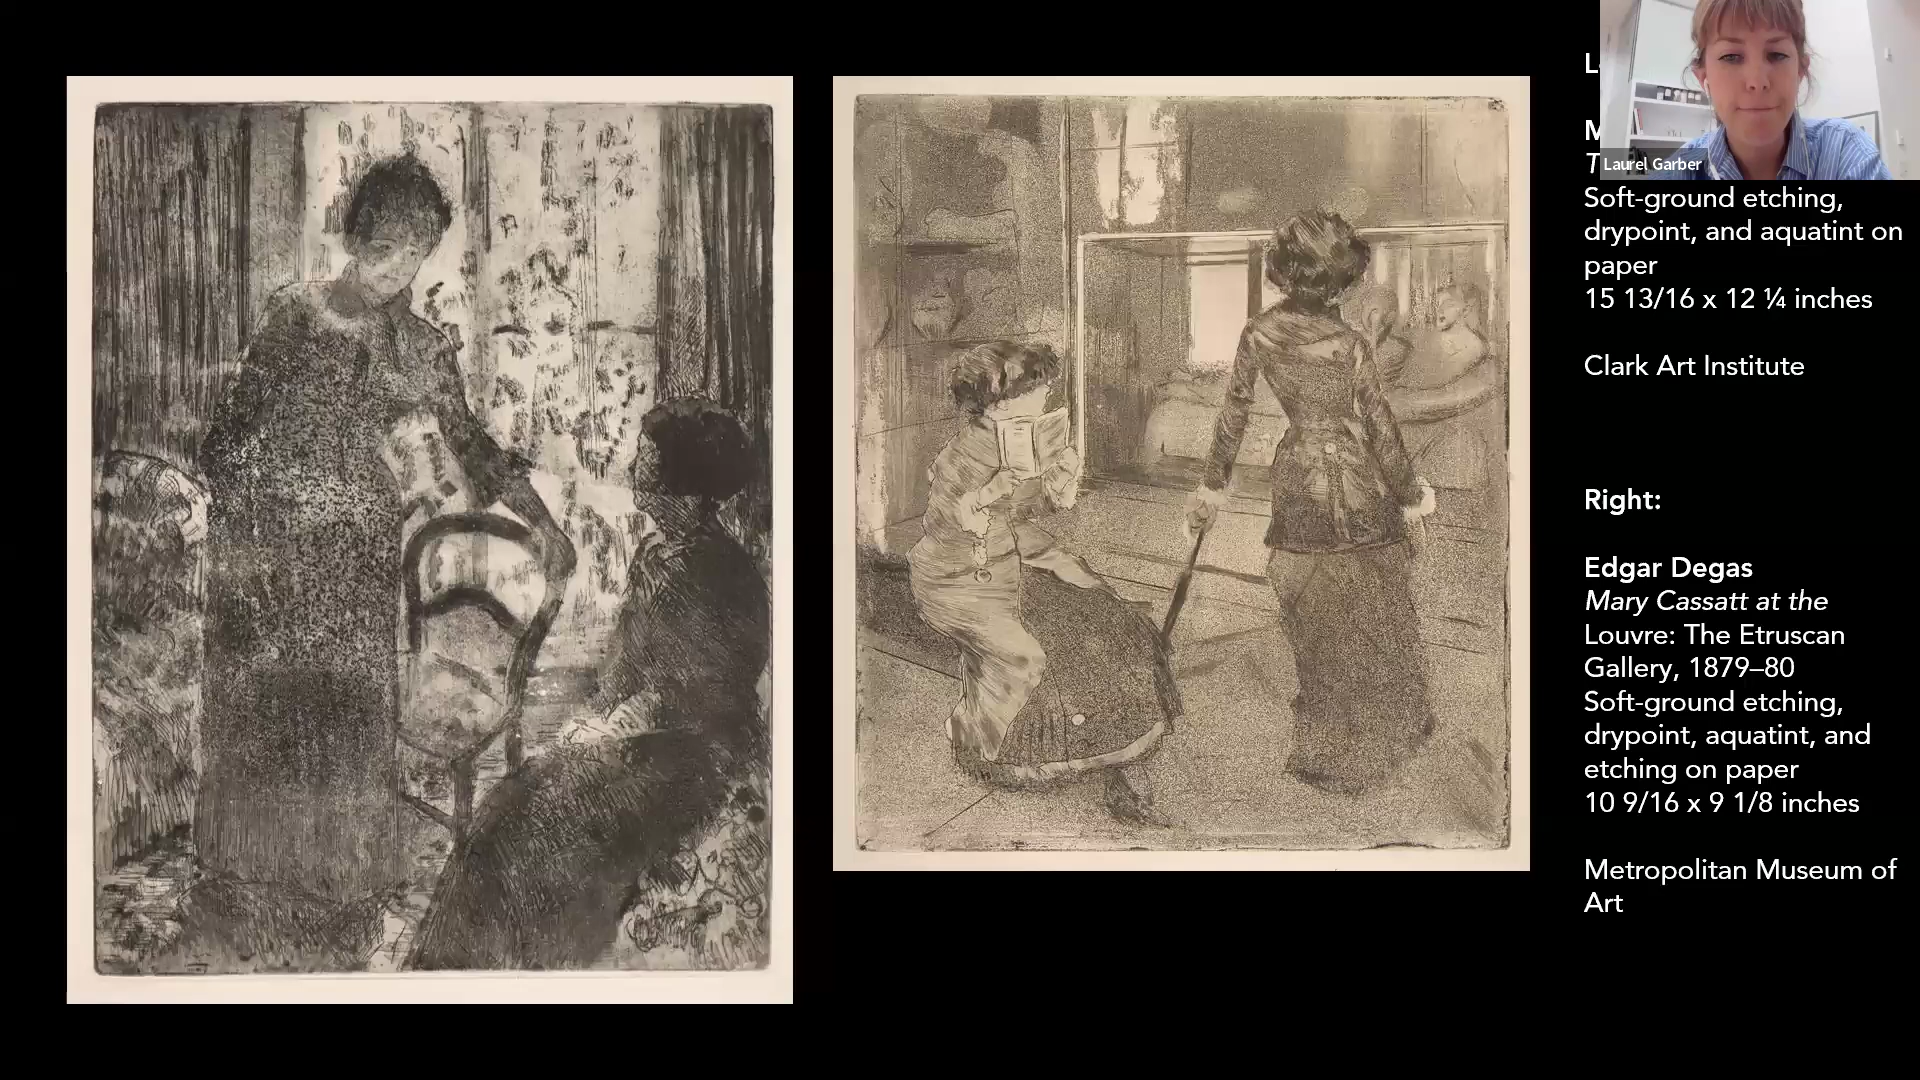 L
M
T
Laurel Garber
Soft-ground etching,
drypoint, and aquatint on
paper
15 13/16 x 12 ¼ inches
Clark Art Institute
Right:
Edgar Degas
Mary Cassatt at the
Louvre: The Etruscan
Gallery, 1879–80
Soft-ground etching,
drypoint, aquatint, and
etching on paper
10 9/16 x 9 1/8 inches
Metropolitan Museum of
Art